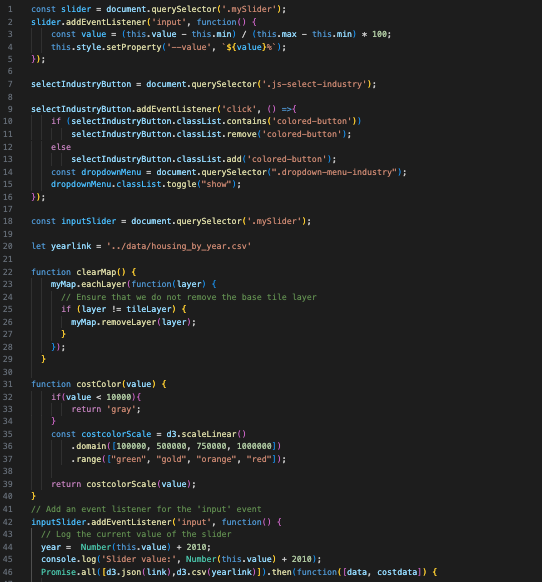 1 const slider = document.querySelector('.mySlider');
2 slider.addEventListener('input', function() {
3 const value = (this.value - this.min) / (this.max - this.min) * 100;
4 this.style.setProperty('--value', `${value}%`);
5 });
6
7 selectIndustryButton = document.querySelector('.js-select-industry');
8
9 selectIndustryButton.addEventListener('click', () =>{
10 if (selectIndustryButton.classList.contains('colored-button'))
11 selectIndustryButton.classList.remove('colored-button');
12 else
13 selectIndustryButton.classList.add('colored-button');
14 const dropdownMenu = document.querySelector(".dropdown-menu-industry");
15 dropdownMenu.classList.toggle("show");
16 });
17
18 const inputSlider = document.querySelector('.mySlider');
19
20 let yearlink = '../data/housing_by_year.csv'
21
22 function clearMap() {
23 myMap.eachLayer(function(layer) {
24 // Ensure that we do not remove the base tile layer
25 if (layer != tileLayer) {
26 myMap.removeLayer(layer);
27 }
28 });
29 }
30
31 function costColor(value) {
32 if(value < 10000){
33 return 'gray';
34 }
35 const costcolorScale = d3.scaleLinear()
36 .domain([100000, 500000, 750000, 1000000])
37 .range(["green", "gold", "orange", "red"]);
38
39 return costcolorScale(value);
40 }
41 // Add an event listener for the 'input' event
42 inputSlider.addEventListener('input', function() {
43 // Log the current value of the slider
44 year = Number(this.value) + 2010;
45 console.log('Slider value:', Number(this.value) + 2010);
46 Promise.all([d3.json(link),d3.csv(yearlink)]).then(function([data, costdata]) {